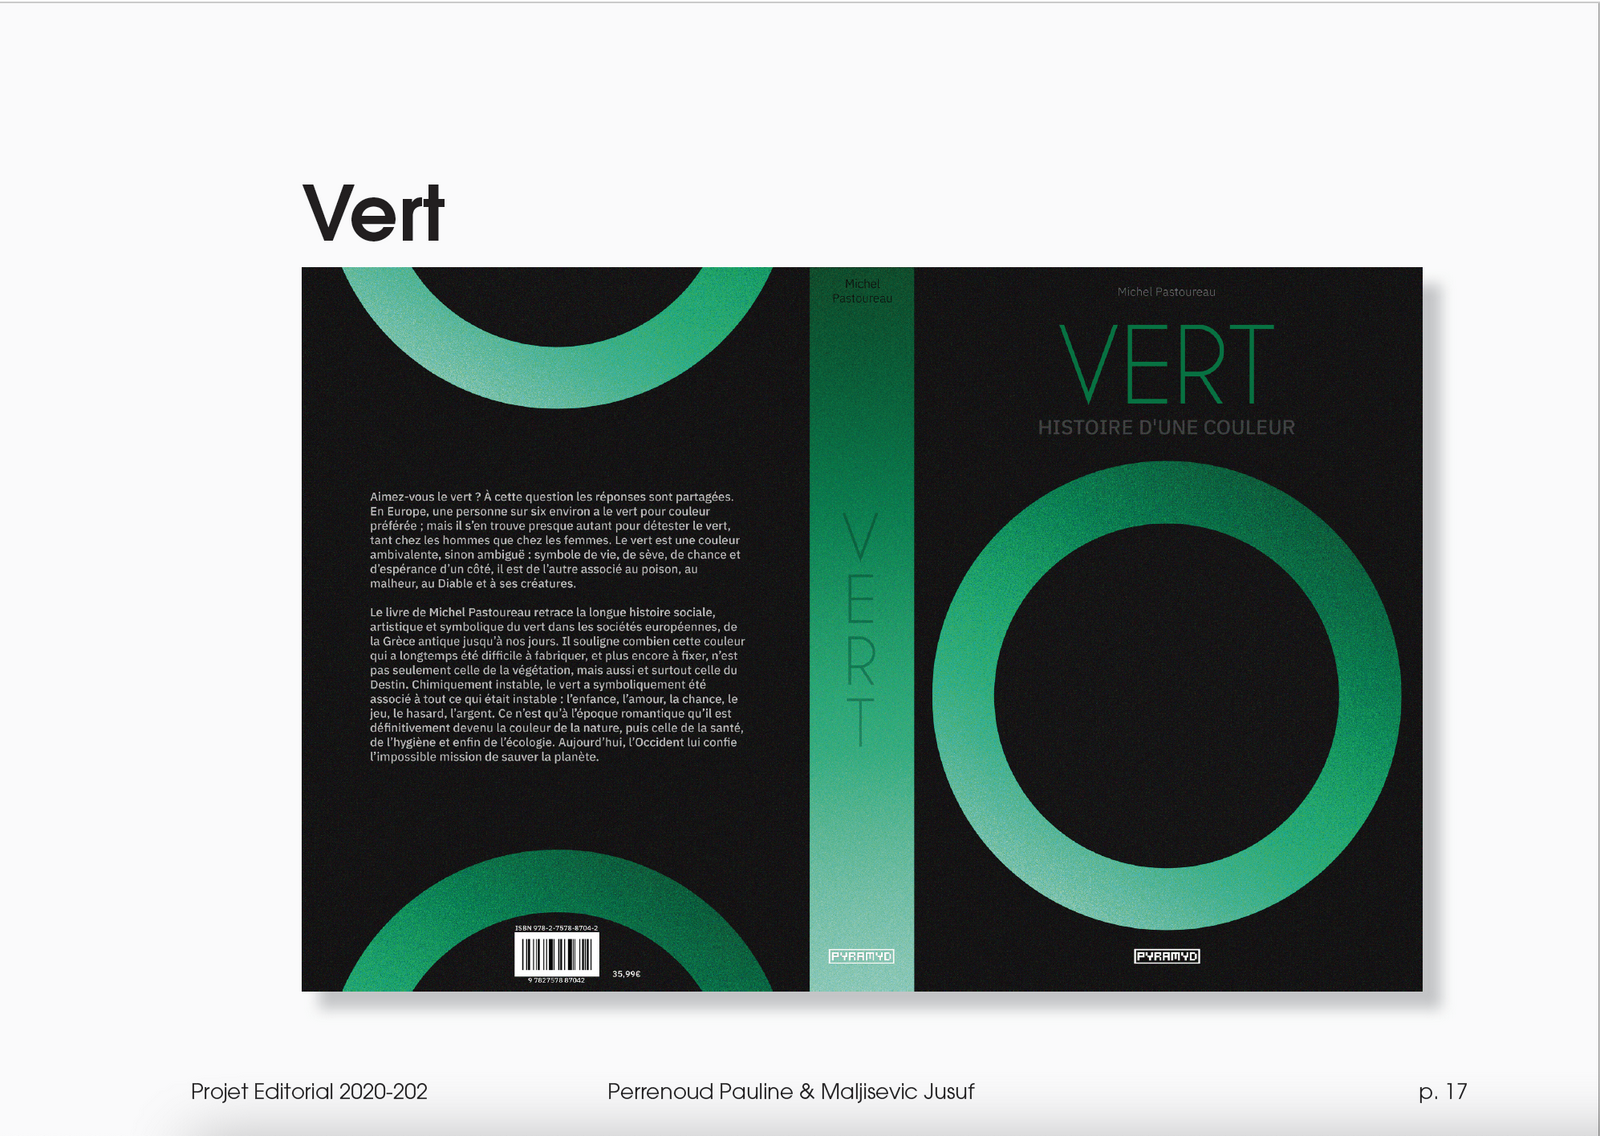 Vert
Aimez-vous le vert ? À cette question les réponses sont partagées.
En Europe, une personne sur six environ a le vert pour couleur
préférée ; mais il s'en trouve presque autant pour détester le vert,
tant chez les hommes que chez les femmes. Le vert est une couleur
ambivalente, sinon ambiguë : symbole de vie, de sève, de chance et
d'espérance d'un côté, il est de l'autre associé au poison, au
malheur, au Diable et à ses créatures.
Le livre de Michel Pastoureau retrace la longue histoire sociale,
artistique et symbolique du vert dans les sociétés européennes, de
la Grèce antique jusqu'à nos jours. Il souligne combien cette couleur
qui a longtemps été difficile à fabriquer, et plus encore à fixer, n'est
pas seulement celle de la végétation, mais aussi et surtout celle du
Destin. Chimiquement instable, le vert a symboliquement été
associé à tout ce qui était instable : l'enfance, l'amour, la chance, le
jeu, le hasard, l'argent. Ce n'est qu'à l'époque romantique qu'il est
définitivement devenu la couleur de la nature, puis celle de la santé,
de l'hygiène et enfin de l'écologie. Aujourd'hui, l'Occident lui confie
l'impossible mission de sauver la planète.
ISBN 978-2-7578-8704-2
9 782757 887042
35,99€
Michel
Pastoureau
VERT
PYRAMYD
Michel Pastoureau
VERT
HISTOIRE D'UNE COULEUR
PYRAMYD
Projet Editorial 2020-202
Perrenoud Pauline & Maljisevic Jusuf
p. 17